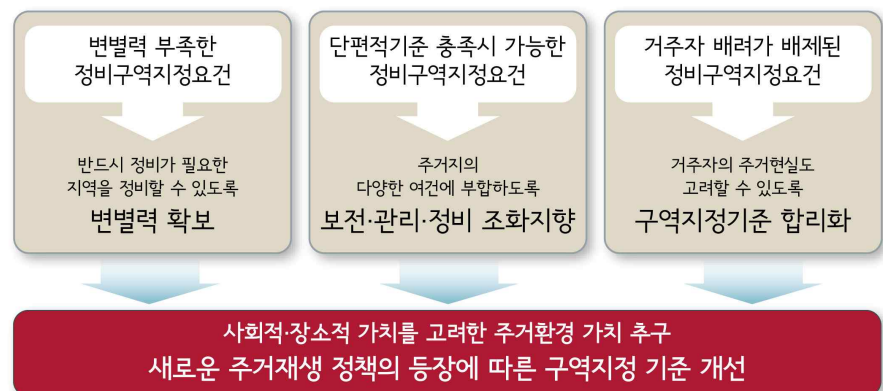 변별력 부족한
정비구역지정요건
반드시 정비가 필요한
지역을 정비할 수 있도록
변별력 확보
단편적기준 충족시 가능한
정비구역지정요건
주거지의
다양한 여건에 부합하도록
보전·관리·정비 조화지향
거주자 배려가 배제된
정비구역지정요건
거주자의 주거현실도
고려할 수 있도록
구역지정기준 합리화
사회적·장소적 가치를 고려한 주거환경 가치 추구
새로운 주거재생 정책의 등장에 따른 구역지정 기준 개선